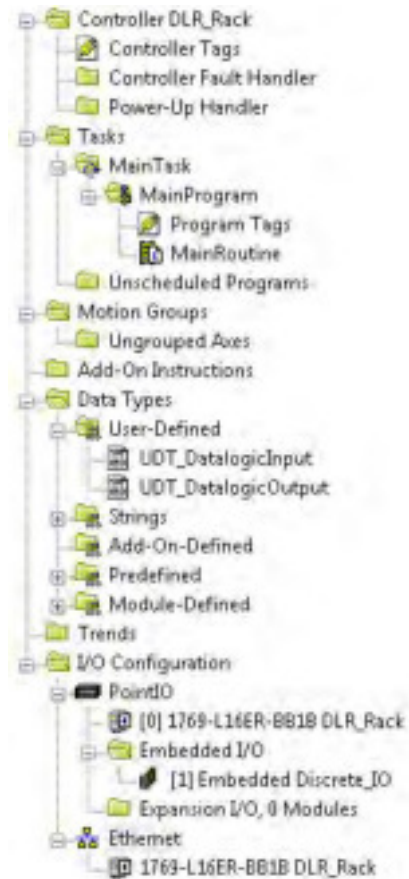 Controller DLR_Rack
Controller Tags
Controller Fault Handler
Power-Up Handler
Tasks
MainTask
MainProgram
Program Tags
MainRoutine
Unscheduled Programs
Motion Groups
Ungrouped Axes
Add-On Instructions
Data Types
User-Defined
UDT_DatalogicInput
UDT_DatalogicOutput
Strings
Add-On-Defined
Predefined
Module-Defined
Trends
I/O Configuration
PointIO
[0] 1769-L16ER-BB1B DLR_Rack
Embedded I/O
[1] Embedded Discrete_IO
Expansion I/O, 0 Modules
Ethernet
1769-L16ER-BB1B DLR_Rack